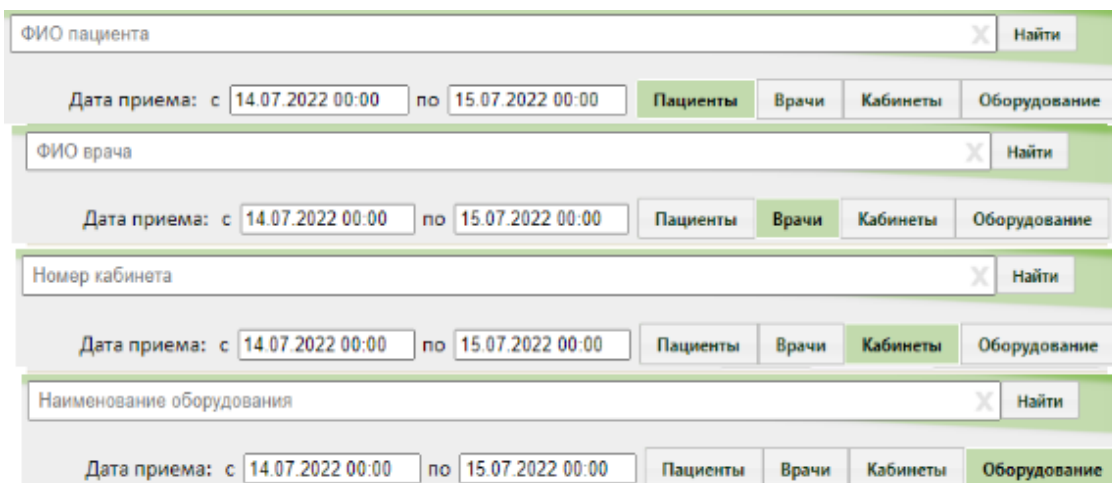 ФИО пациента X Найти
Дата приема: с 14.07.2022 00:00 по 15.07.2022 00:00 Пациенты Врачи Кабинеты Оборудование
ФИО врача X Найти
Дата приема: с 14.07.2022 00:00 по 15.07.2022 00:00 Пациенты Врачи Кабинеты Оборудование
Номер кабинета X Найти
Дата приема: с 14.07.2022 00:00 по 15.07.2022 00:00 Пациенты Врачи Кабинеты Оборудование
Наименование оборудования X Найти
Дата приема: с 14.07.2022 00:00 по 15.07.2022 00:00 Пациенты Врачи Кабинеты Оборудование